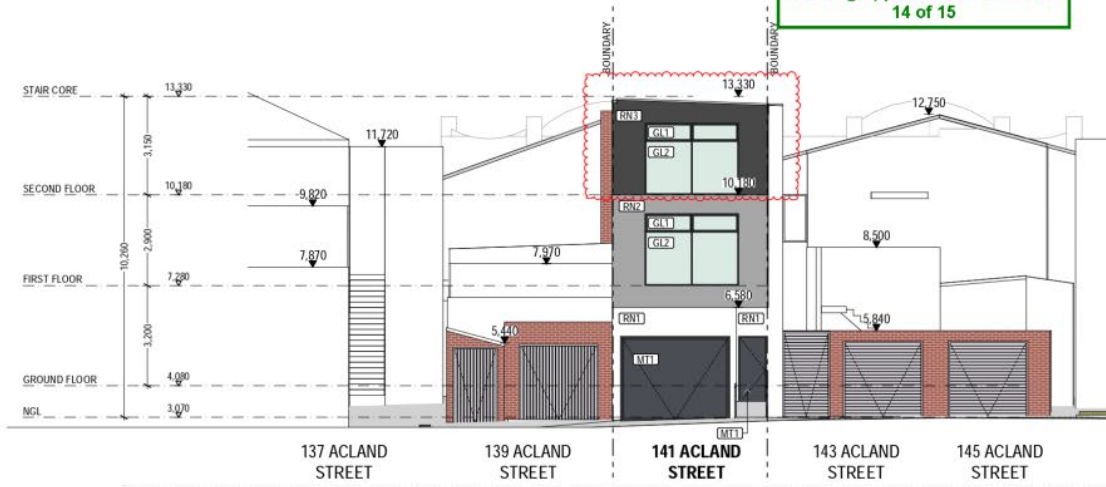 14 of 15
BOUNDARY
BOUNDARY
STAIR CORE
13,330
13,330
12,750
11,720
RN3
GL1
GL2
3,150
SECOND FLOOR
10,180
10,180
9,820
RN2
GL1
GL2
2,900
10,260
8,500
7,970
7,870
FIRST FLOOR
7,280
6,580
RN1
RN1
5,840
5,440
3,200
MT1
GROUND FLOOR
4,080
NGL
3,070
MT1
137 ACLAND
STREET
139 ACLAND
STREET
141 ACLAND
STREET
143 ACLAND
STREET
145 ACLAND
STREET